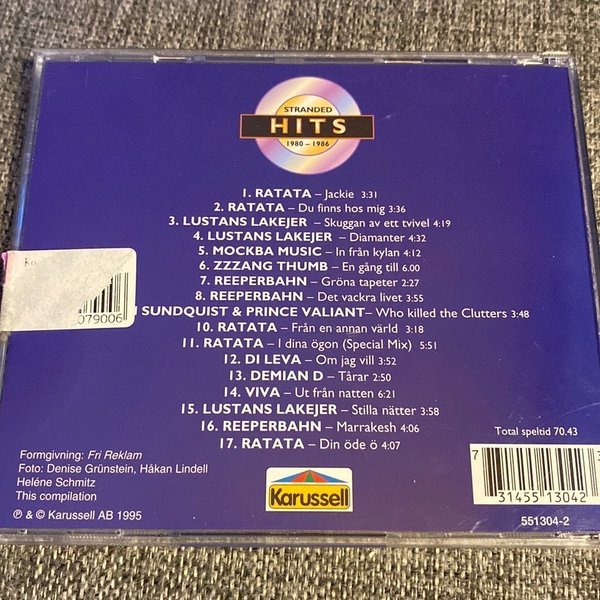 STRANDED
HITS
1980 – 1986
1. RATATA – Jackie 3:31
2. RATATA – Du finns hos mig 3:36
3. LUSTANS LAKEJER – Skuggan av ett tvivel 4:19
4. LUSTANS LAKEJER – Diamanter 4:32
5. MOCKBA MUSIC – In från kylan 4:12
6. ZZZANG THUMB – En gång till 6.00
7. REEPERBAHN – Gröna tapeter 2:27
8. REEPERBAHN – Det vackra livet 3:55
SUNDQUIST & PRINCE VALIANT– Who killed the Clutters 3:48
10. RATATA – Från en annan värld 3:18
11. RATATA – I dina ögon (Special Mix) 5:51
12. DI LEVA – Om jag vill 3:52
13. DEMIAN D – Tårar 2:50
14. VIVA – Ut från natten 6:21
15. LUSTANS LAKEJER – Stilla nätter 3:58
16. REEPERBAHN – Marrakesh 4:09
17. RATATA – Din öde ö 4:07
079006
Total speltid 70.43
Formgivning: Fri Reklam
Foto: Denise Grünstein, Håkan Lindell
Heléne Schmitz
This compilation
℗ & © Karussell AB 1995
Karussell
7 31455 13042 3
551304-2